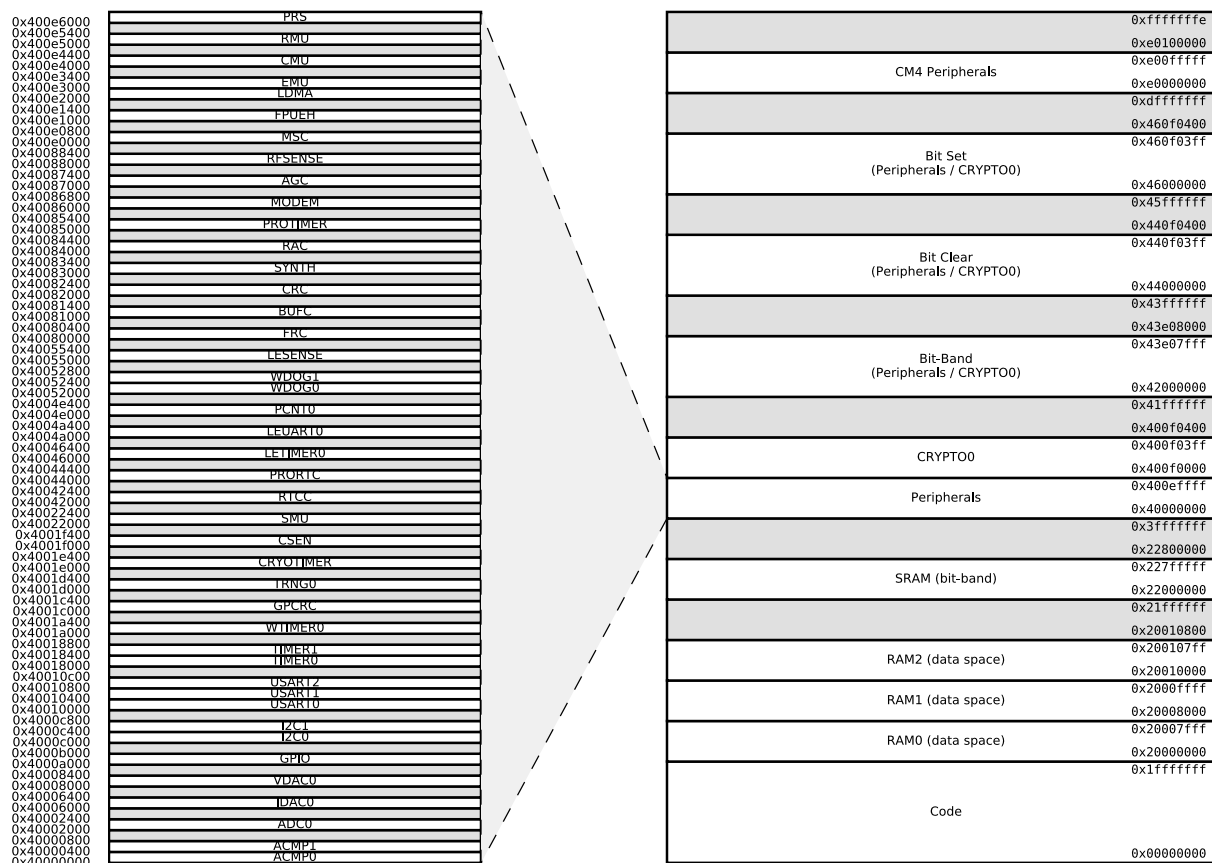 PRS
0x400e6000
0x400e5400
RMU
0x400e5000
0x400e4400
CMU
0x400e4000
0x400e3400
EMU
0x400e3000
LDMA
0x400e2000
0x400e1400
FPUEH
0x400e1000
0x400e0800
MSC
0x400e0000
0x40088400
RFSENSE
0x40088000
0x40087400
AGC
0x40087000
0x40086800
MODEM
0x40086000
0x40085400
PROTIMER
0x40085000
0x40084400
RAC
0x40084000
0x40083400
SYNTH
0x40083000
0x40082400
CRC
0x40082000
0x40081400
BUFC
0x40081000
0x40080400
FRC
0x40080000
0x40055400
LESENSE
0x40055000
0x40052800
WDOG1
0x40052400
WDOG0
0x40052000
0x4004e400
PCNT0
0x4004e000
0x4004a400
LEUART0
0x4004a000
0x40046400
LETIMER0
0x40046000
0x40044400
PRORTC
0x40044000
0x40042400
RTCC
0x40042000
0x40022400
SMU
0x40022000
0x4001f400
CSEN
0x4001f000
0x4001e400
CRYOTIMER
0x4001e000
0x4001d400
TRNG0
0x4001d000
0x4001c400
GPCRC
0x4001c000
0x4001a400
WTIMER0
0x4001a000
0x40018800
TIMER1
0x40018400
TIMER0
0x40018000
0x40010c00
USART2
0x40010800
USART1
0x40010400
USART0
0x40010000
0x4000c800
I2C1
0x4000c400
I2C0
0x4000c000
0x4000b000
GPIO
0x4000a000
0x40008400
VDAC0
0x40008000
0x40006400
IDAC0
0x40006000
0x40002400
ADC0
0x40002000
0x40000800
ACMP1
0x40000400
ACMP0
0x40000000
0xfffffffe
0xe0100000
0xe00fffff
CM4 Peripherals
0xe0000000
0xdfffffff
0x460f0400
0x460f03ff
Bit Set
(Peripherals / CRYPTO0)
0x46000000
0x45ffffff
0x440f0400
0x440f03ff
Bit Clear
(Peripherals / CRYPTO0)
0x44000000
0x43ffffff
0x43e08000
0x43e07fff
Bit-Band
(Peripherals / CRYPTO0)
0x42000000
0x41ffffff
0x400f0400
0x400f03ff
CRYPTO0
0x400f0000
0x400effff
Peripherals
0x40000000
0x3fffffff
0x22800000
0x227fffff
SRAM (bit-band)
0x22000000
0x21ffffff
0x20010800
0x200107ff
RAM2 (data space)
0x20010000
0x2000ffff
RAM1 (data space)
0x20008000
0x20007fff
RAM0 (data space)
0x20000000
0x1fffffff
Code
0x00000000